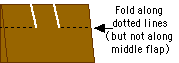 Fold along
dotted lines
(but not along
middle flap)